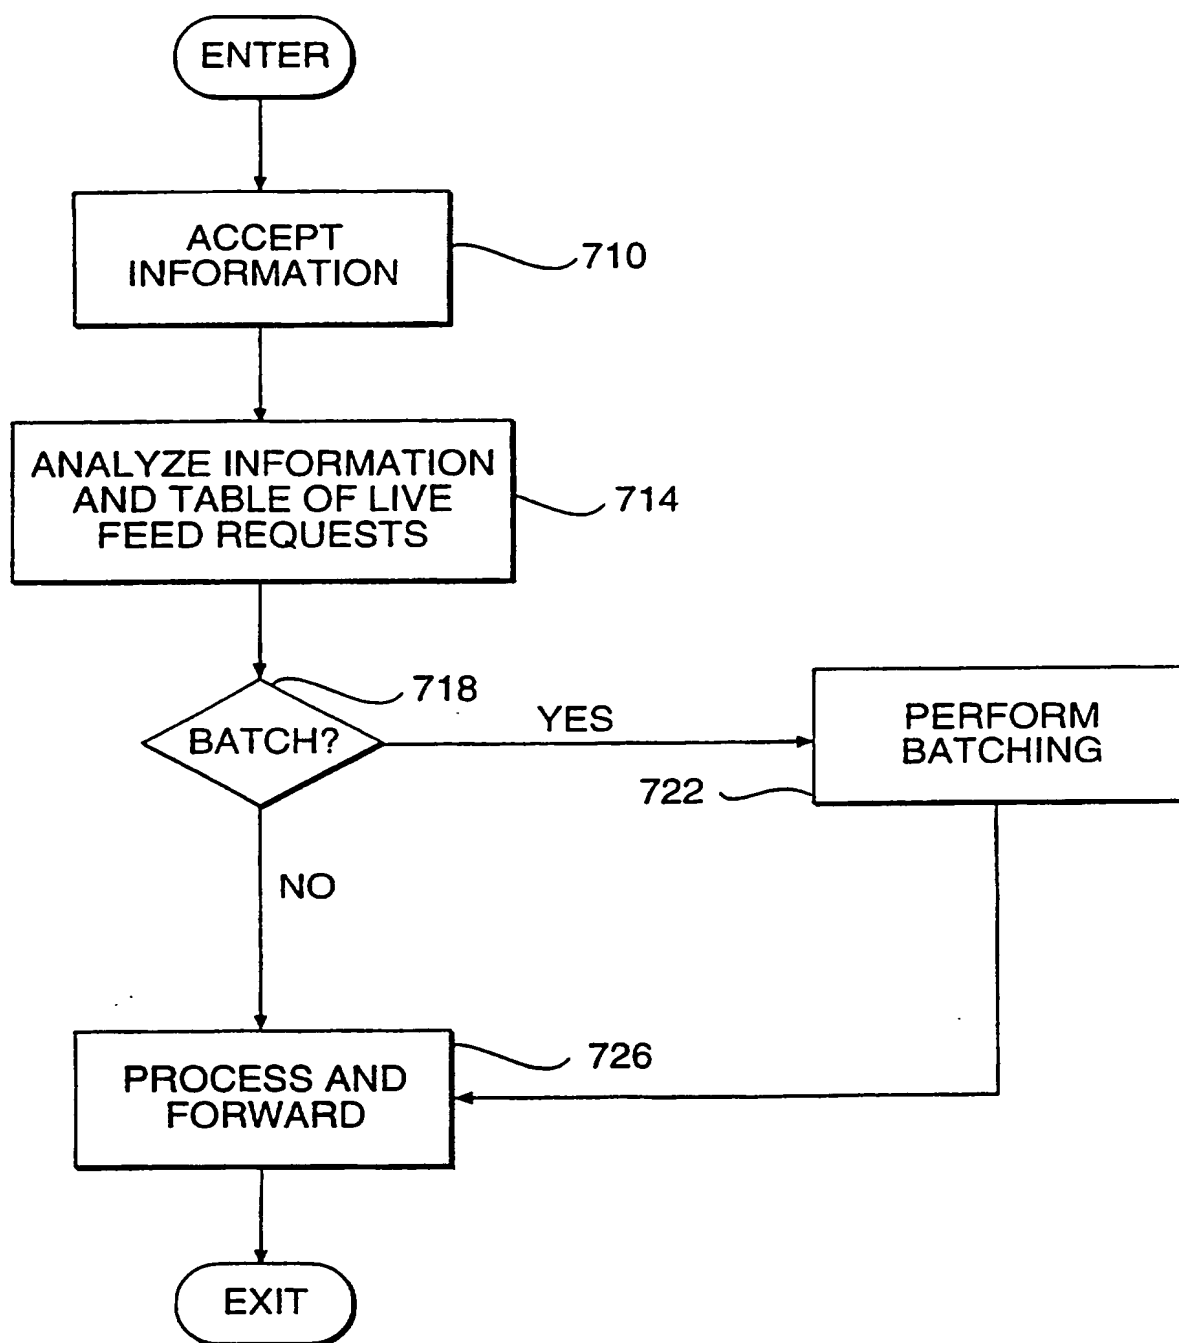 ENTER
ACCEPT
INFORMATION
710
ANALYZE INFORMATION
AND TABLE OF LIVE
FEED REQUESTS
714
718
BATCH?
YES
PERFORM
BATCHING
722
NO
726
PROCESS AND
FORWARD
EXIT